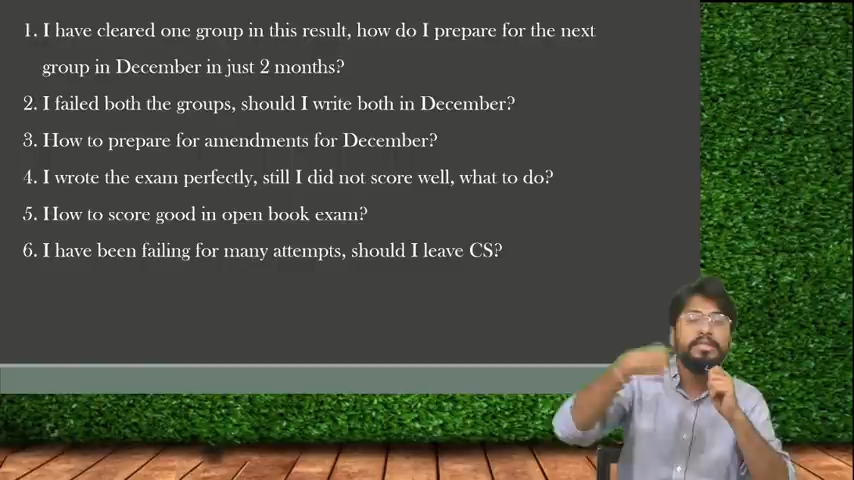 1. I have cleared one group in this result, how do I prepare for the next
group in December in just 2 months?
2. I failed both the groups, should I write both in December?
3. How to prepare for amendments for December?
4. I wrote the exam perfectly, still I did not score well, what to do?
5. How to score good in open book exam?
6. I have been failing for many attempts, should I leave CS?